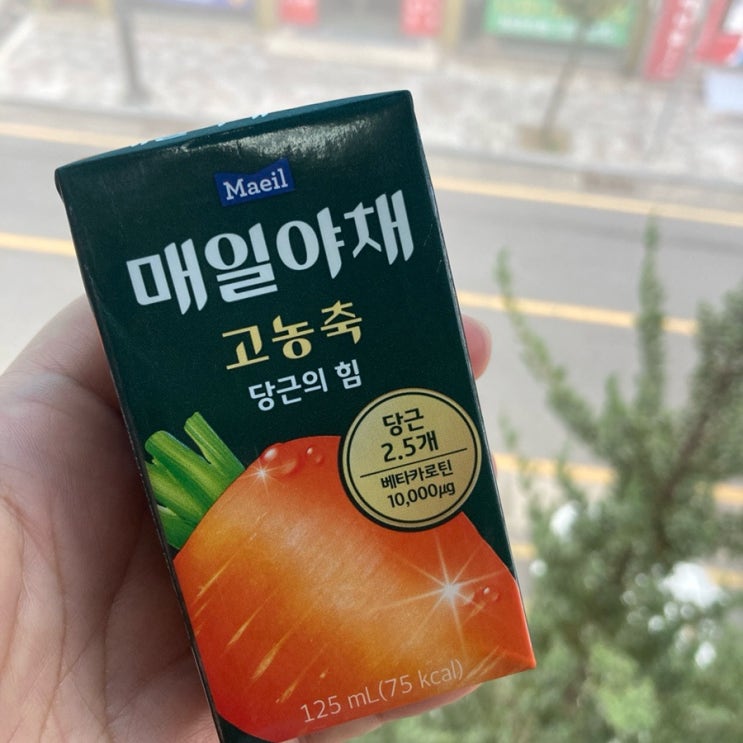 Maeil
매일야채
고농축
당근의 힘
당근
2.5개
베타카로틴
10,000㎍
125 mL(75 kcal)